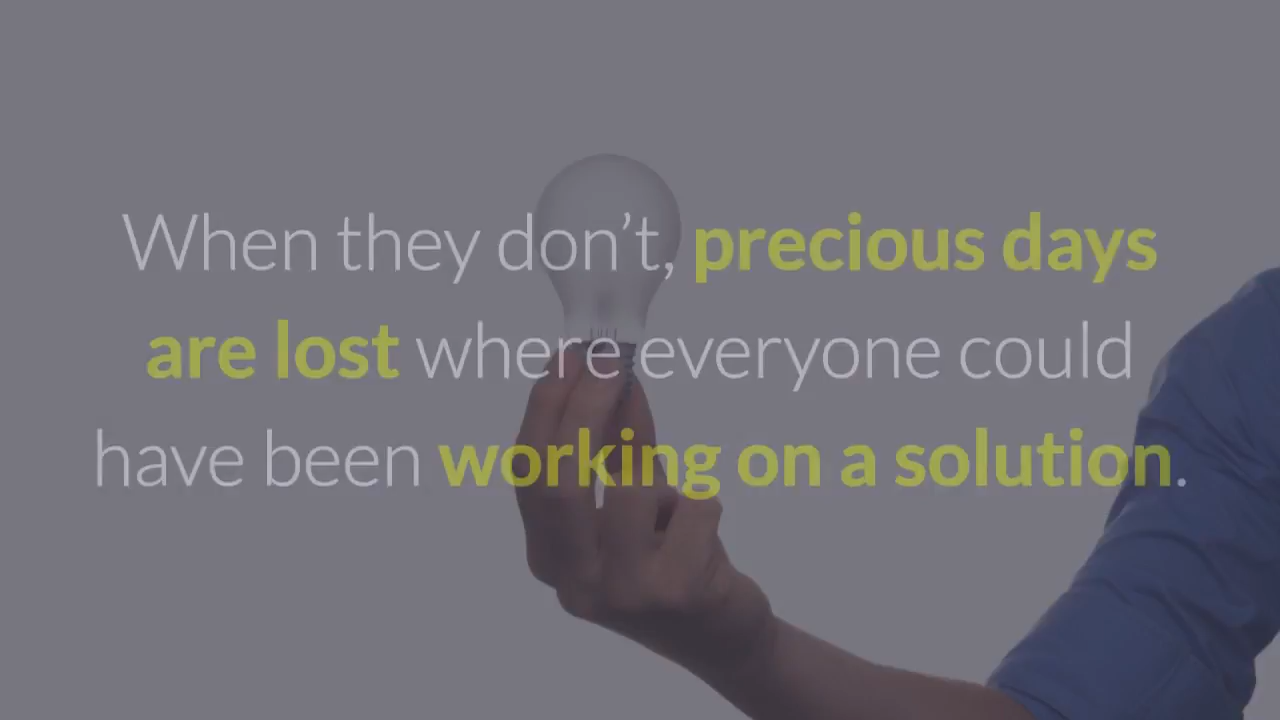 When they don’t, precious days
are lost where everyone could
have been working on a solution.